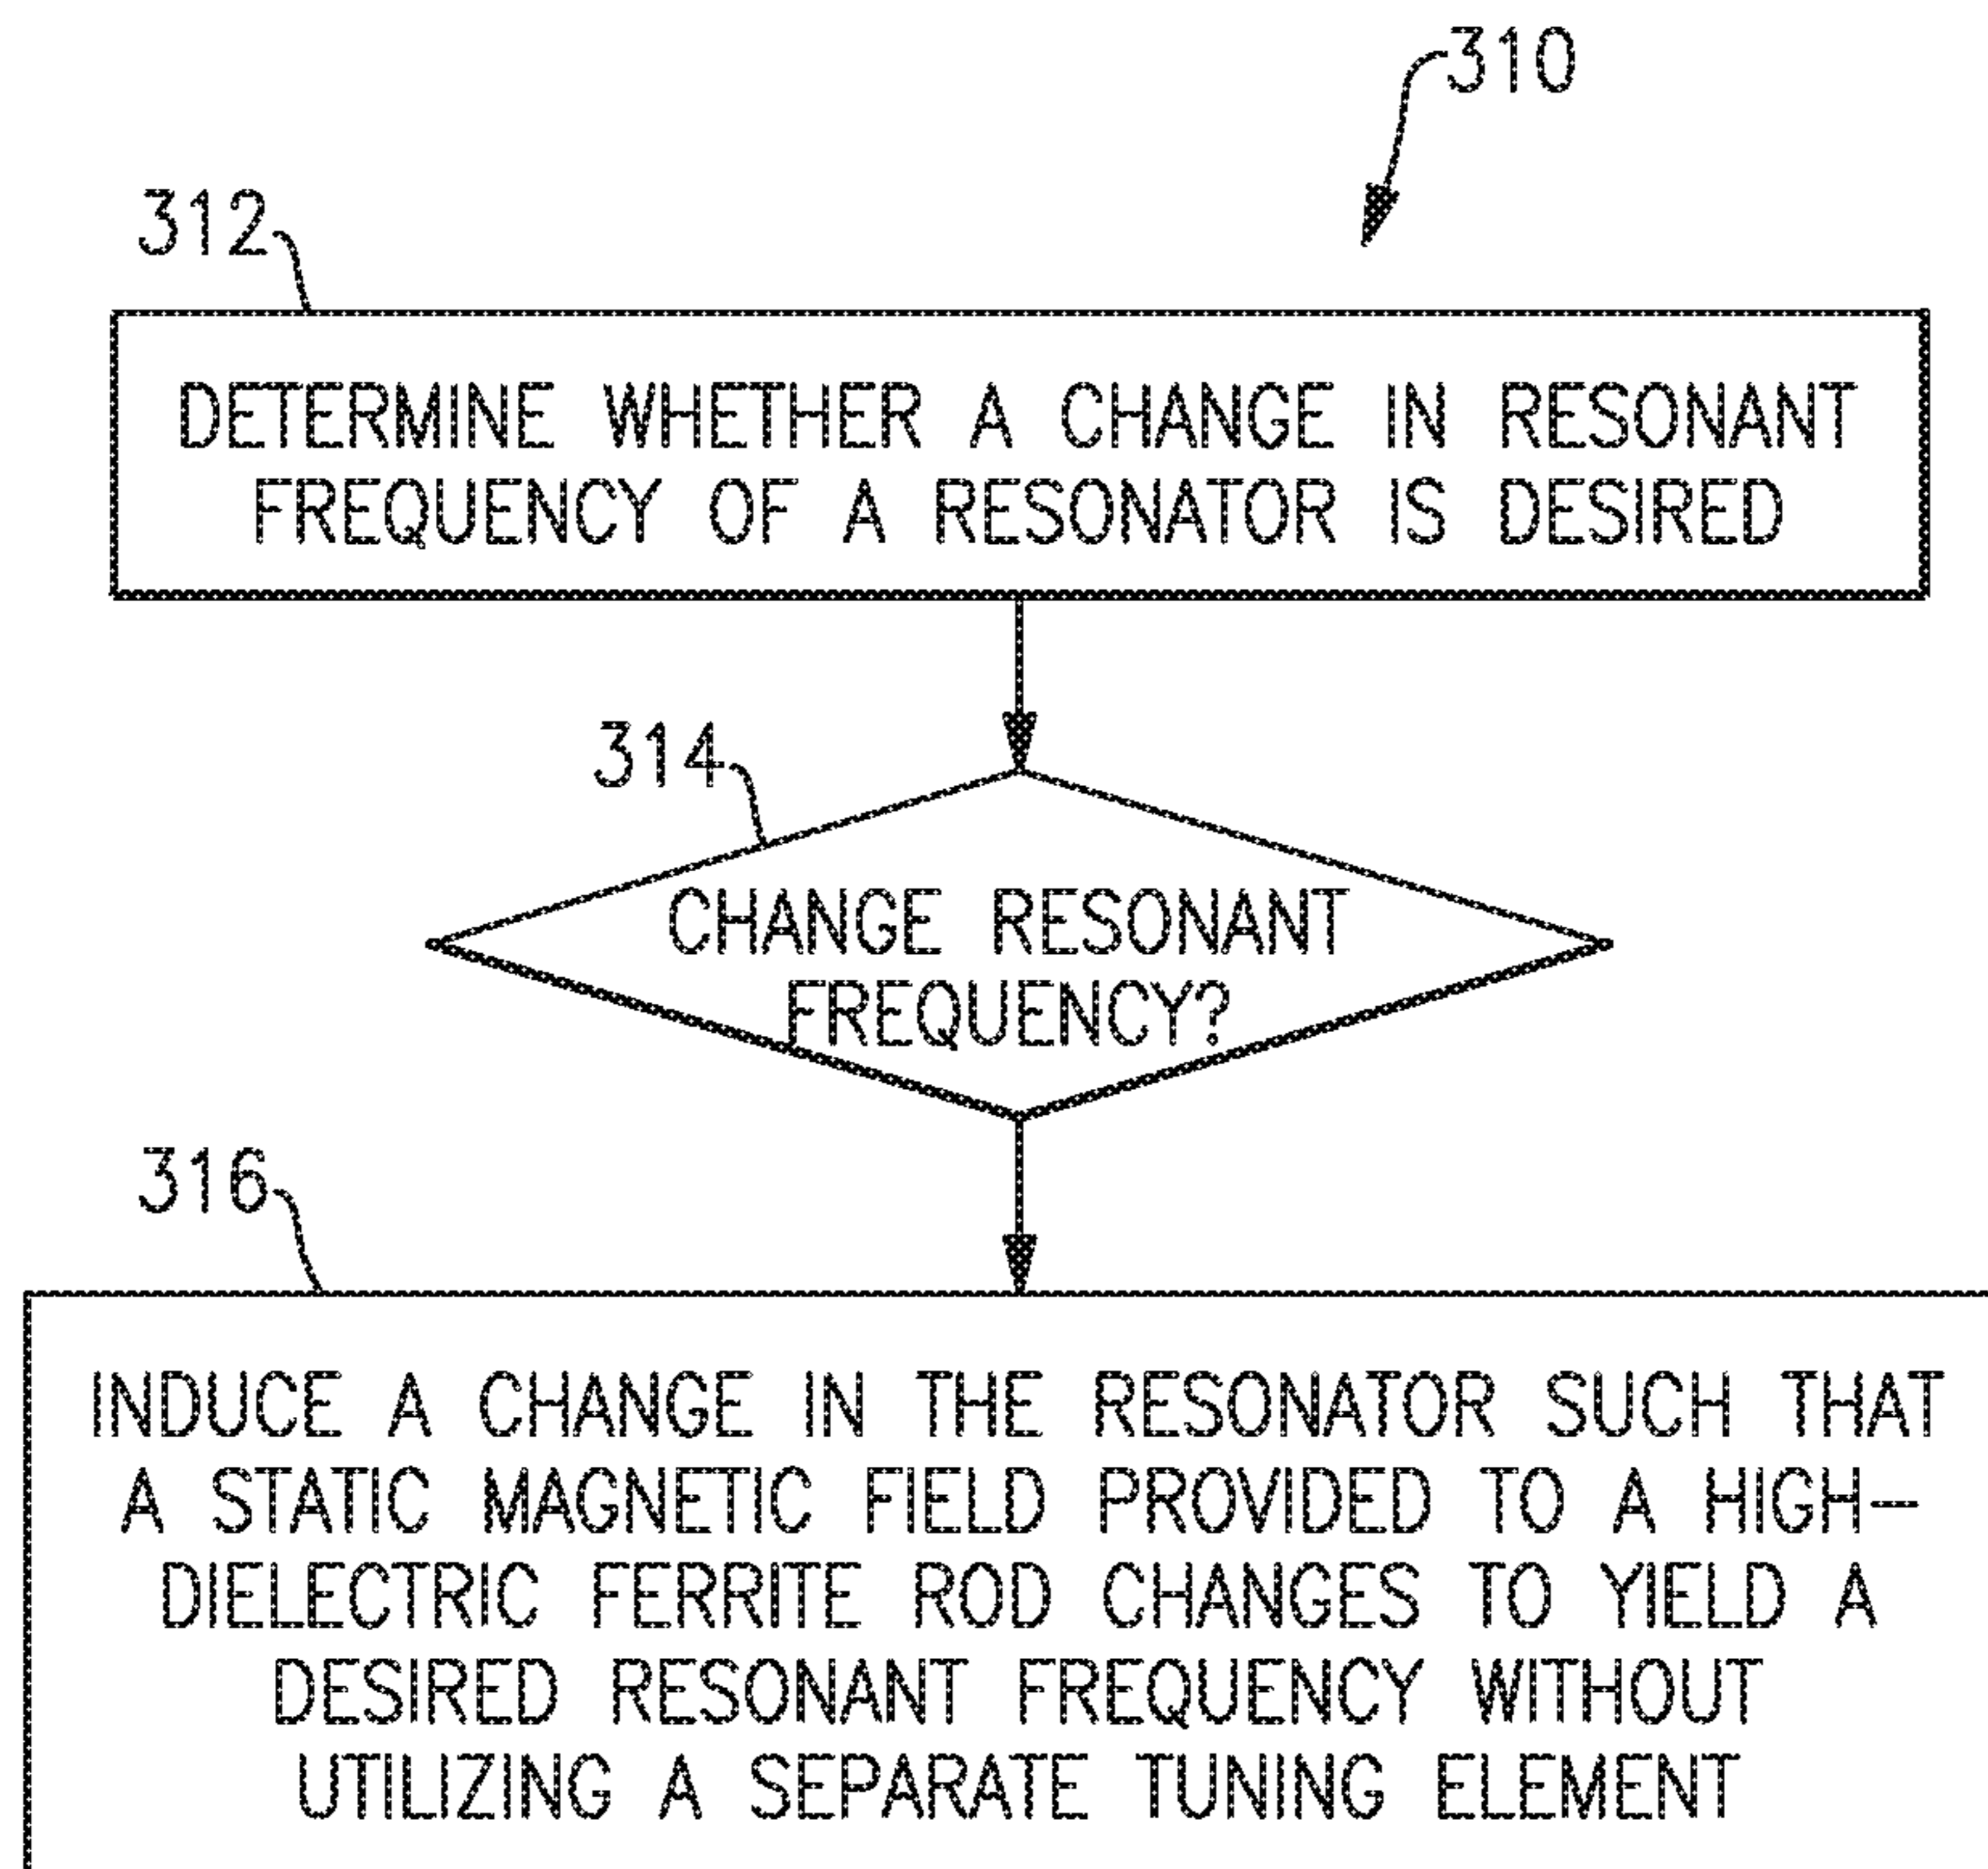 310
312
DETERMINE WHETHER A CHANGE IN RESONANT
FREQUENCY OF A RESONATOR IS DESIRED
314
CHANGE RESONANT
FREQUENCY?
316
INDUCE A CHANGE IN THE RESONATOR SUCH THAT
A STATIC MAGNETIC FIELD PROVIDED TO A HIGH-
DIELECTRIC FERRITE ROD CHANGES TO YIELD A
DESIRED RESONANT FREQUENCY WITHOUT
UTILIZING A SEPARATE TUNING ELEMENT